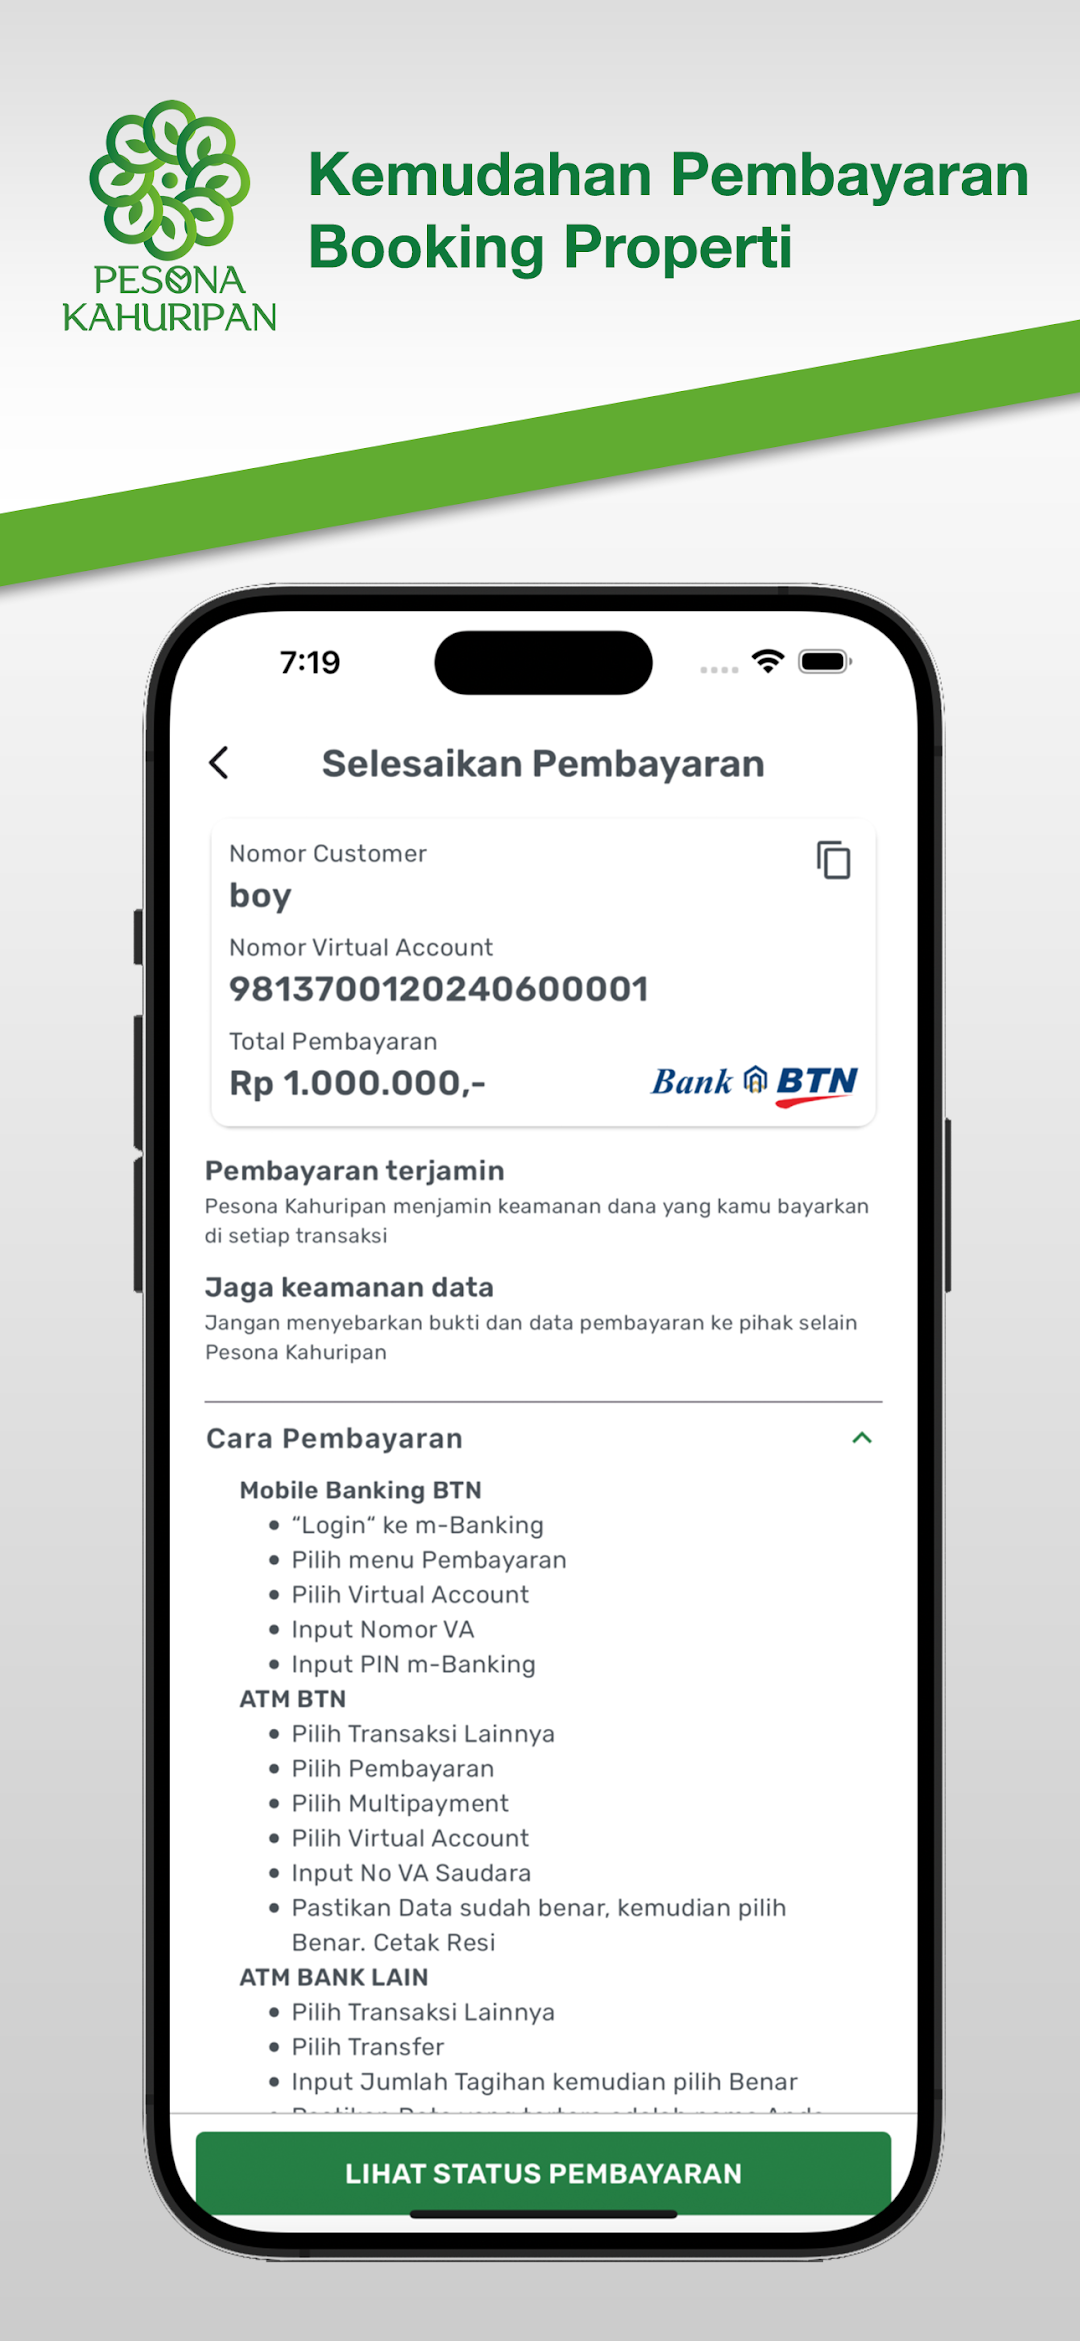 PESONA
KAHURIPAN
Kemudahan Pembayaran
Booking Properti
7:19
Selesaikan Pembayaran
Nomor Customer
boy
Nomor Virtual Account
9813700120240600001
Total Pembayaran
Rp 1.000.000,-
Bank BTN
Pembayaran terjamin
Pesona Kahuripan menjamin keamanan dana yang kamu bayarkan
di setiap transaksi
Jaga keamanan data
Jangan menyebarkan bukti dan data pembayaran ke pihak selain
Pesona Kahuripan
Cara Pembayaran
Mobile Banking BTN
• “Login“ ke m-Banking
• Pilih menu Pembayaran
• Pilih Virtual Account
• Input Nomor VA
• Input PIN m-Banking
ATM BTN
• Pilih Transaksi Lainnya
• Pilih Pembayaran
• Pilih Multipayment
• Pilih Virtual Account
• Input No VA Saudara
• Pastikan Data sudah benar, kemudian pilih
Benar. Cetak Resi
ATM BANK LAIN
• Pilih Transaksi Lainnya
• Pilih Transfer
• Input Jumlah Tagihan kemudian pilih Benar
LIHAT STATUS PEMBAYARAN